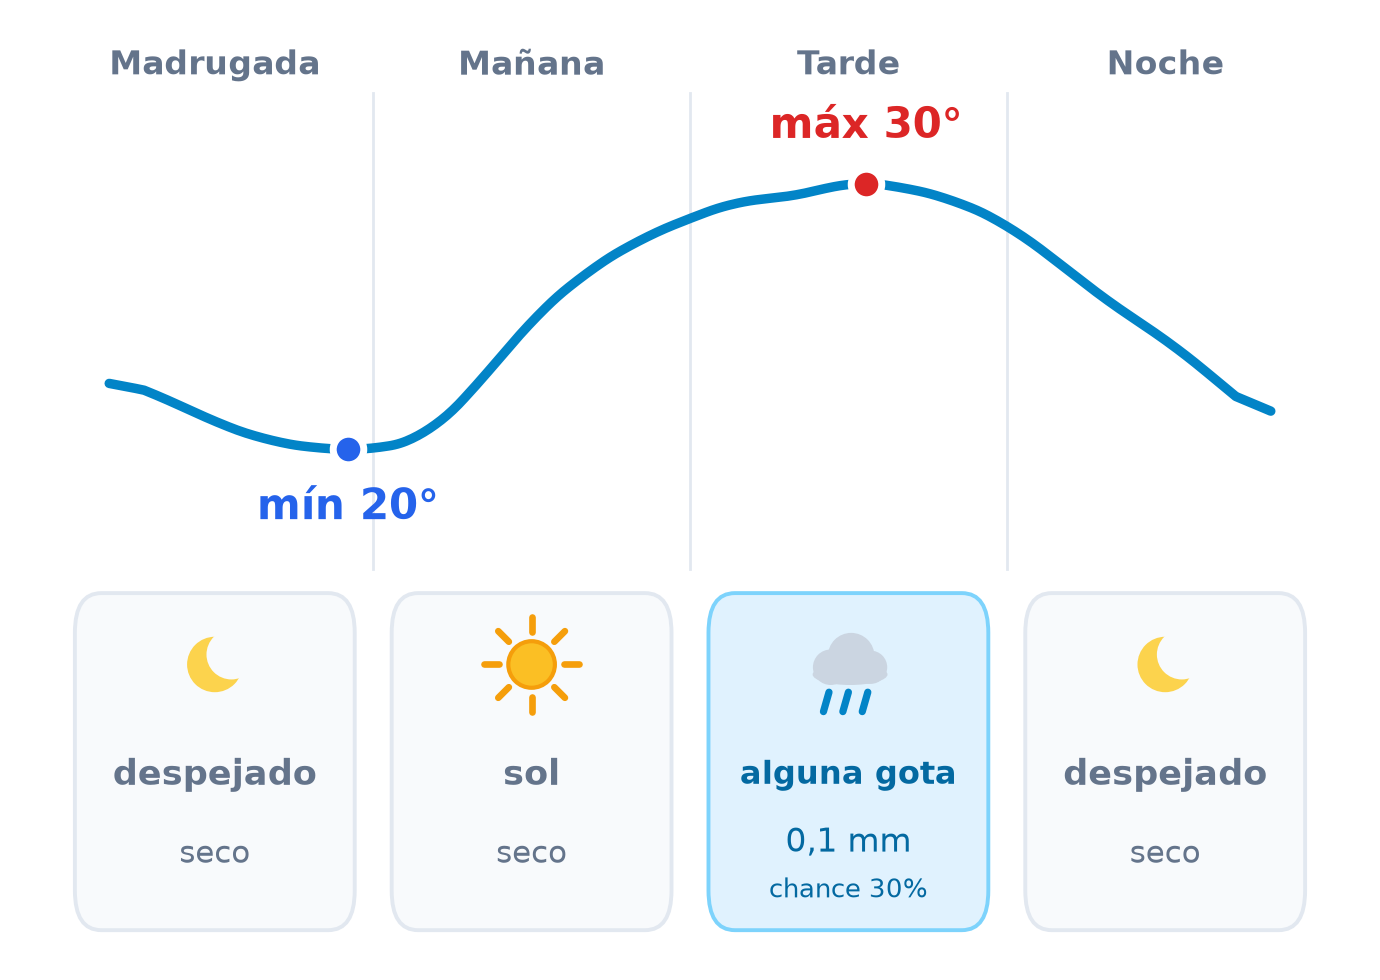 Madrugada
Mañana
Tarde
Noche
máx 30°
mín 20°
despejado
seco
sol
seco
alguna gota
0,1 mm
chance 30%
despejado
seco